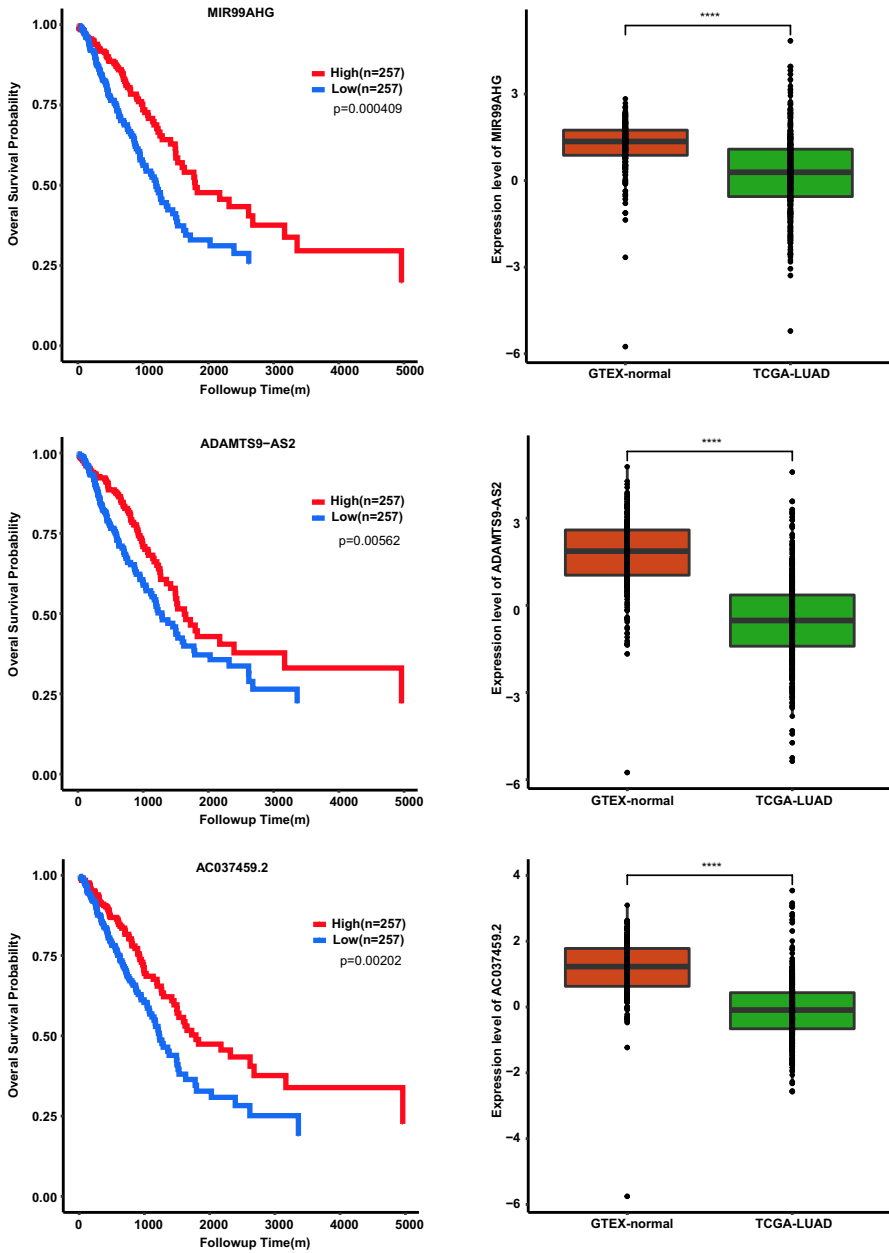 MIR99AHG
Overal Survival Probability
1.00
0.75
0.50
0.25
0.00
High(n=257)
Low(n=257)
p=0.000409
0
1000
2000
3000
4000
5000
Followup Time(m)
****
Expression level of MIR99AHG
3
0
−3
−6
GTEX-normal
TCGA-LUAD
ADAMTS9−AS2
Overal Survival Probability
1.00
0.75
0.50
0.25
0.00
High(n=257)
Low(n=257)
p=0.00562
0
1000
2000
3000
4000
5000
Followup Time(m)
****
Expression level of ADAMTS9-AS2
3
0
−3
−6
GTEX-normal
TCGA-LUAD
AC037459.2
Overal Survival Probability
1.00
0.75
0.50
0.25
0.00
High(n=257)
Low(n=257)
p=0.00202
0
1000
2000
3000
4000
5000
Followup Time(m)
****
Expression level of AC037459.2
4
2
0
−2
−4
−6
GTEX-normal
TCGA-LUAD